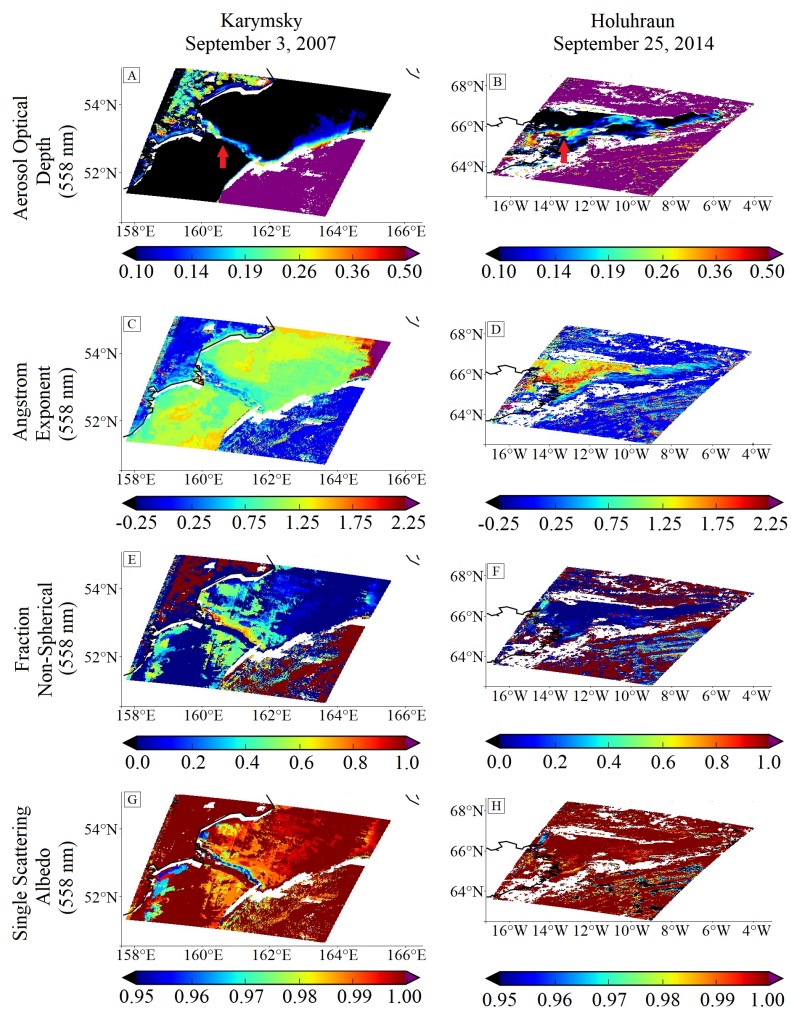 Karymsky
September 3, 2007
Holuhraun
September 25, 2014
Aerosol Optical
Depth
(558 nm)
A
54°N
52°N
158°E 160°E 162°E 164°E 166°E
0.10 0.14 0.19 0.26 0.36 0.50
B
68°N
66°N
64°N
16°W 14°W 12°W 10°W 8°W 6°W 4°W
0.10 0.14 0.19 0.26 0.36 0.50
Angstrom
Exponent
(558 nm)
C
54°N
52°N
158°E 160°E 162°E 164°E 166°E
-0.25 0.25 0.75 1.25 1.75 2.25
D
68°N
66°N
64°N
16°W 14°W 12°W 10°W 8°W 6°W 4°W
-0.25 0.25 0.75 1.25 1.75 2.25
Fraction
Non-Spherical
(558 nm)
E
54°N
52°N
158°E 160°E 162°E 164°E 166°E
0.0 0.2 0.4 0.6 0.8 1.0
F
68°N
66°N
64°N
16°W 14°W 12°W 10°W 8°W 6°W 4°W
0.0 0.2 0.4 0.6 0.8 1.0
Single Scattering
Albedo
(558 nm)
G
54°N
52°N
158°E 160°E 162°E 164°E 166°E
0.95 0.96 0.97 0.98 0.99 1.00
H
68°N
66°N
64°N
16°W 14°W 12°W 10°W 8°W 6°W 4°W
0.95 0.96 0.97 0.98 0.99 1.00